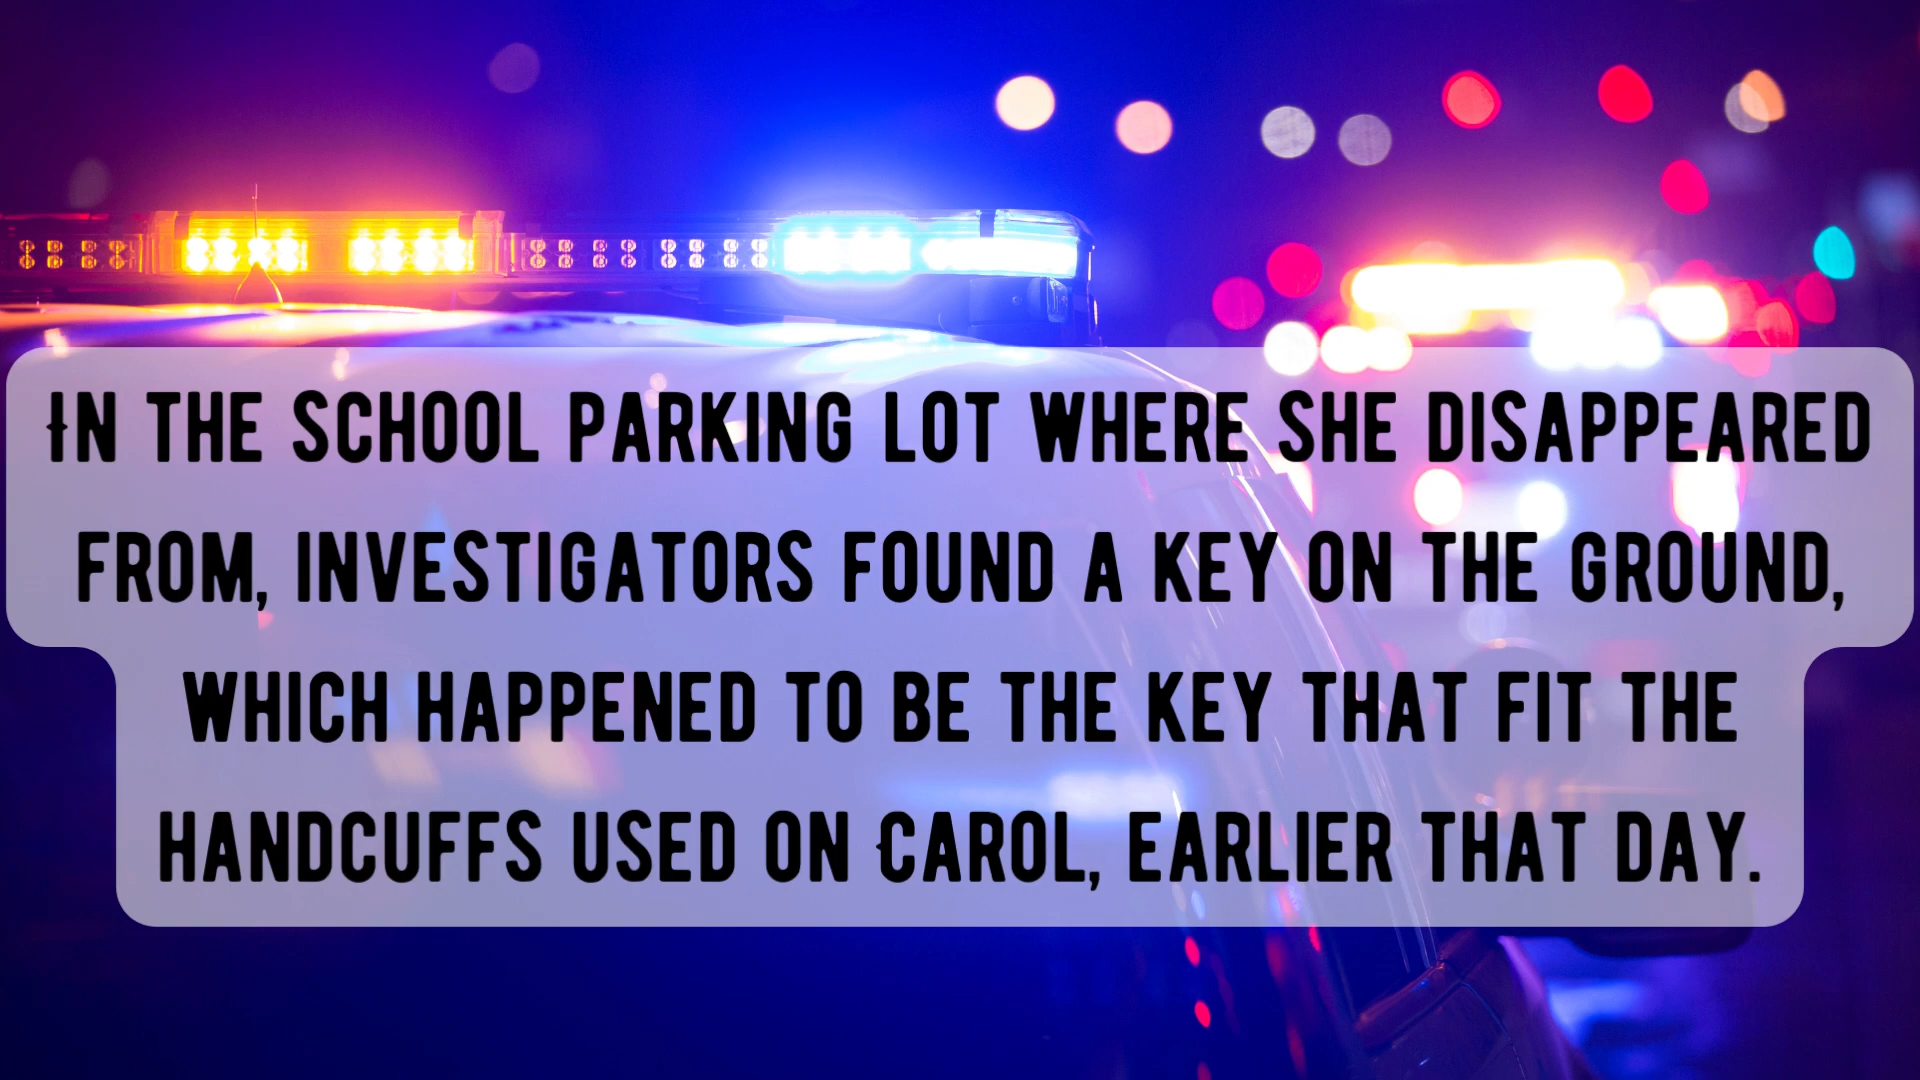 In the school parking lot where she disappeared
from, investigators found a key on the ground,
which happened to be the key that fit the
handcuffs used on Carol, earlier that day.